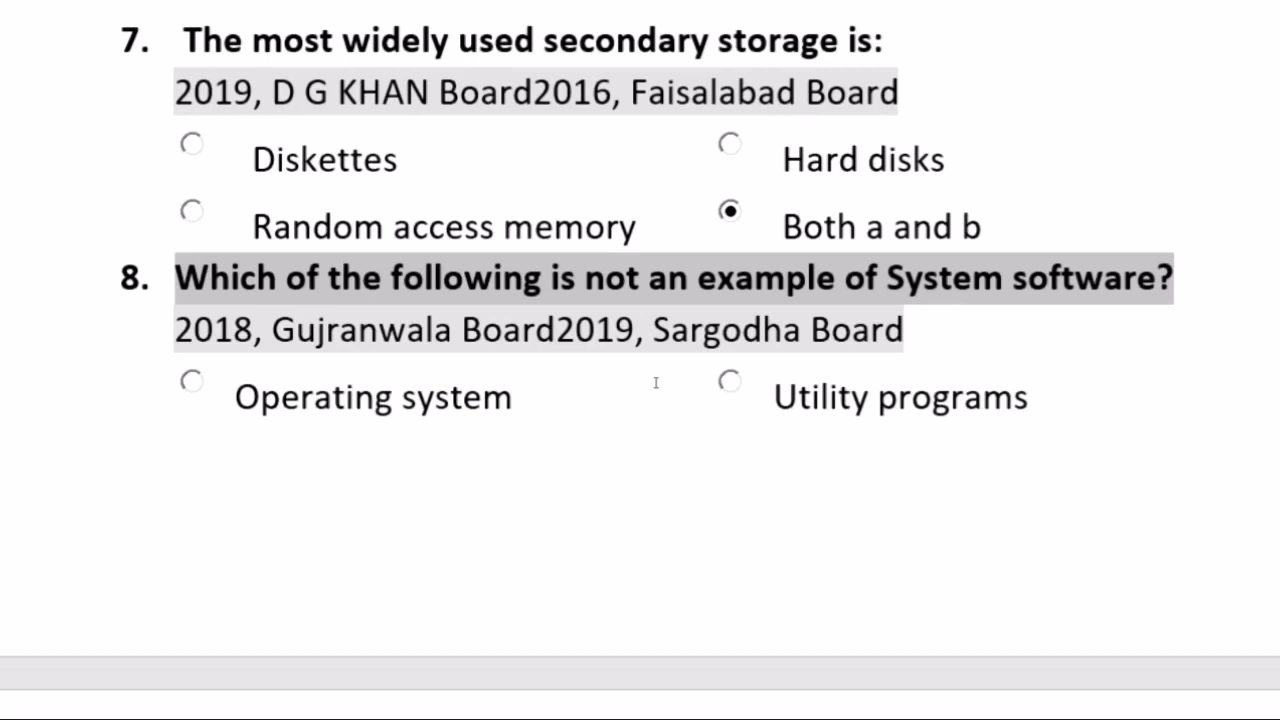 7. The most widely used secondary storage is:
2019, D G KHAN Board2016, Faisalabad Board
Diskettes Hard disks
Random access memory Both a and b
8. Which of the following is not an example of System software?
2018, Gujranwala Board2019, Sargodha Board
Operating system Utility programs